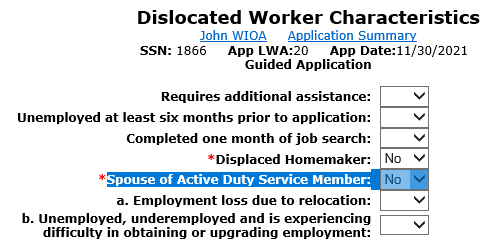 Dislocated Worker Characteristics
John WIOA Application Summary
SSN: 1866 App LWA:20 App Date:11/30/2021
Guided Application
Requires additional assistance:
Unemployed at least six months prior to application:
Completed one month of job search:
*Displaced Homemaker: No
*Spouse of Active Duty Service Member: No
a. Employment loss due to relocation:
b. Unemployed, underemployed and is experiencing
difficulty in obtaining or upgrading employment: